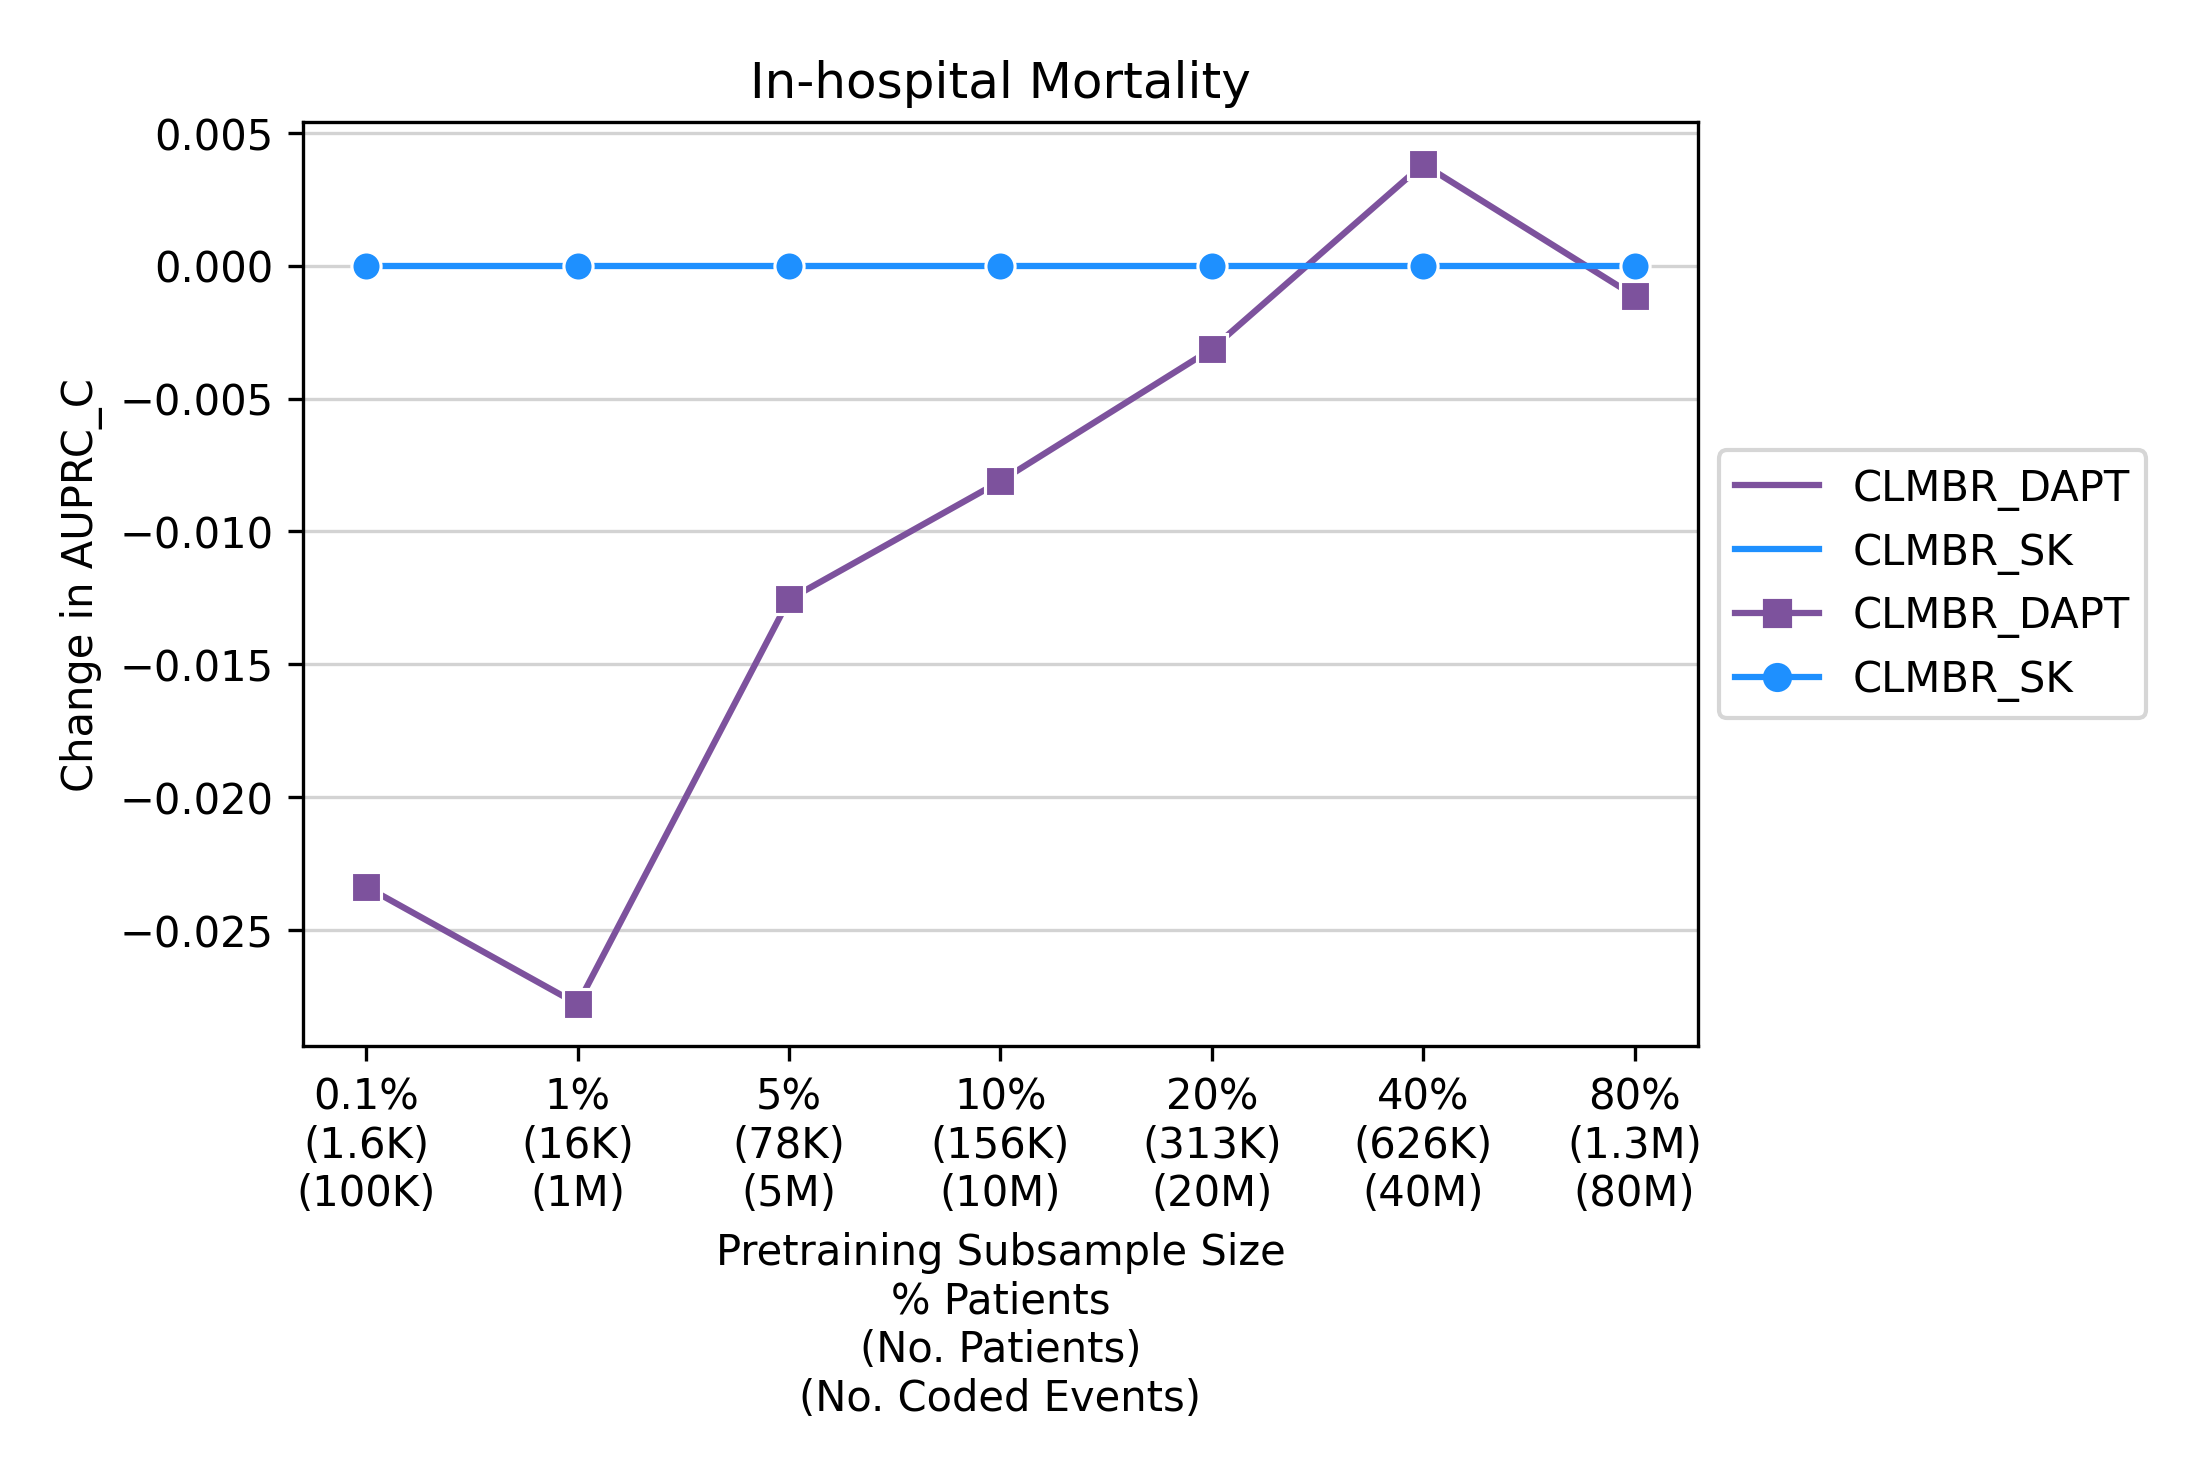 In-hospital Mortality
0.005
0.000
−0.005
−0.010
−0.015
−0.020
−0.025
Change in AUPRC_C
0.1% 1% 5% 10% 20% 40% 80%
(1.6K) (16K) (78K) (156K) (313K) (626K) (1.3M)
(100K) (1M) (5M) (10M) (20M) (40M) (80M)
Pretraining Subsample Size
% Patients
(No. Patients)
(No. Coded Events)
CLMBR_DAPT
CLMBR_SK
CLMBR_DAPT
CLMBR_SK